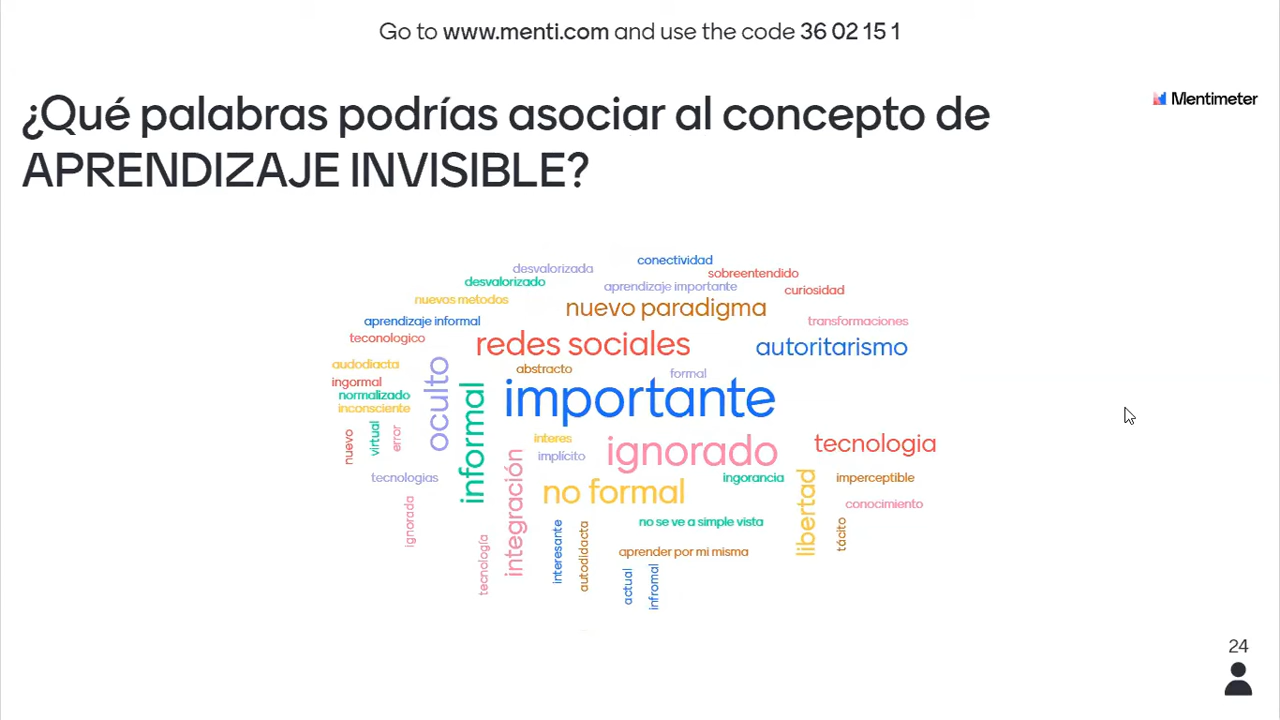 Go to www.menti.com and use the code 36 02 15 1
Mentimeter
¿Qué palabras podrías asociar al concepto de
APRENDIZAJE INVISIBLE?
conectividad
desvalorizada
sobreentendido
desvalorizado
aprendizaje importante
curiosidad
nuevos metodos
nuevo paradigma
aprendizaje informal
transformaciones
teconologico
redes sociales
autoritarismo
audodiacta
abstracto
formal
ingormal
normalizado
inconsciente
oculto
informal
importante
nuevo
virtual
error
interes
implícito
ignorado
tecnologia
tecnologias
integración
no formal
ingorancia
libertad
imperceptible
conocimiento
ignorada
no se ve a simple vista
tácito
tecnología
interesante
autodidacta
aprender por mi misma
actual
infromal
24